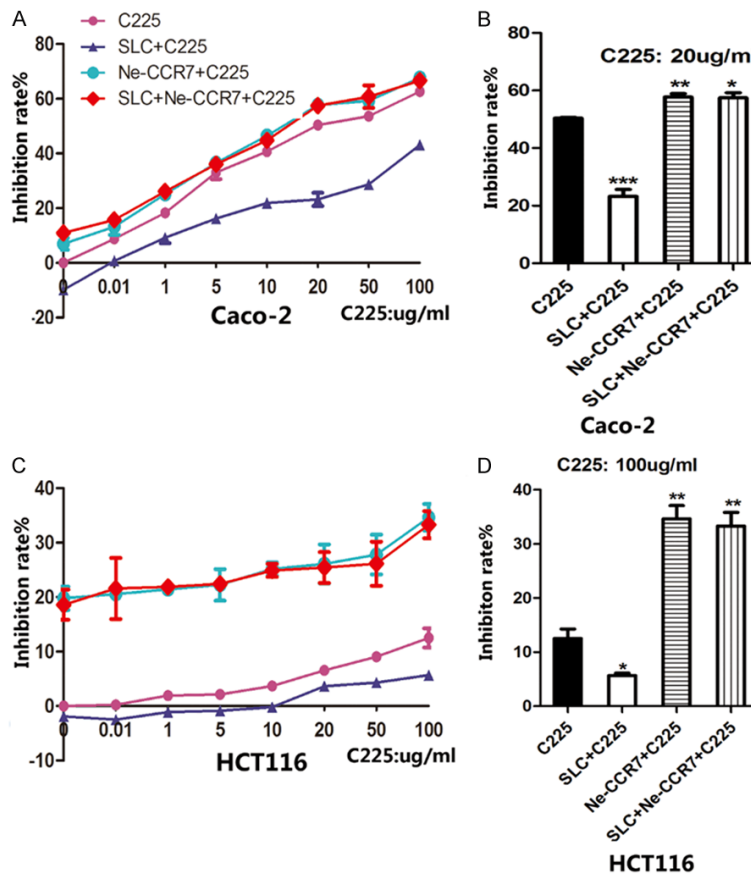 A
C225
SLC+C225
Ne-CCR7+C225
SLC+Ne-CCR7+C225
Inhibition rate%
80
60
40
20
0
-20
0 0.01 1 5 10 20 50 100
Caco-2 C225:ug/ml
B
C225: 20ug/m
Inbibition rate%
80
60
40
20
0
***
**
*
C225
SLC+C225
Ne-CCR7+C225
SLC+Ne-CCR7+C225
Caco-2
C
Inhibition rate%
40
30
20
10
0
-10
0 0.01 1 5 10 20 50 100
HCT116 C225:ug/ml
D
C225: 100ug/ml
Inhibiton rate%
40
30
20
10
0
*
**
**
C225
SLC+C225
Ne-CCR7+C225
SLC+Ne-CCR7+C225
HCT116